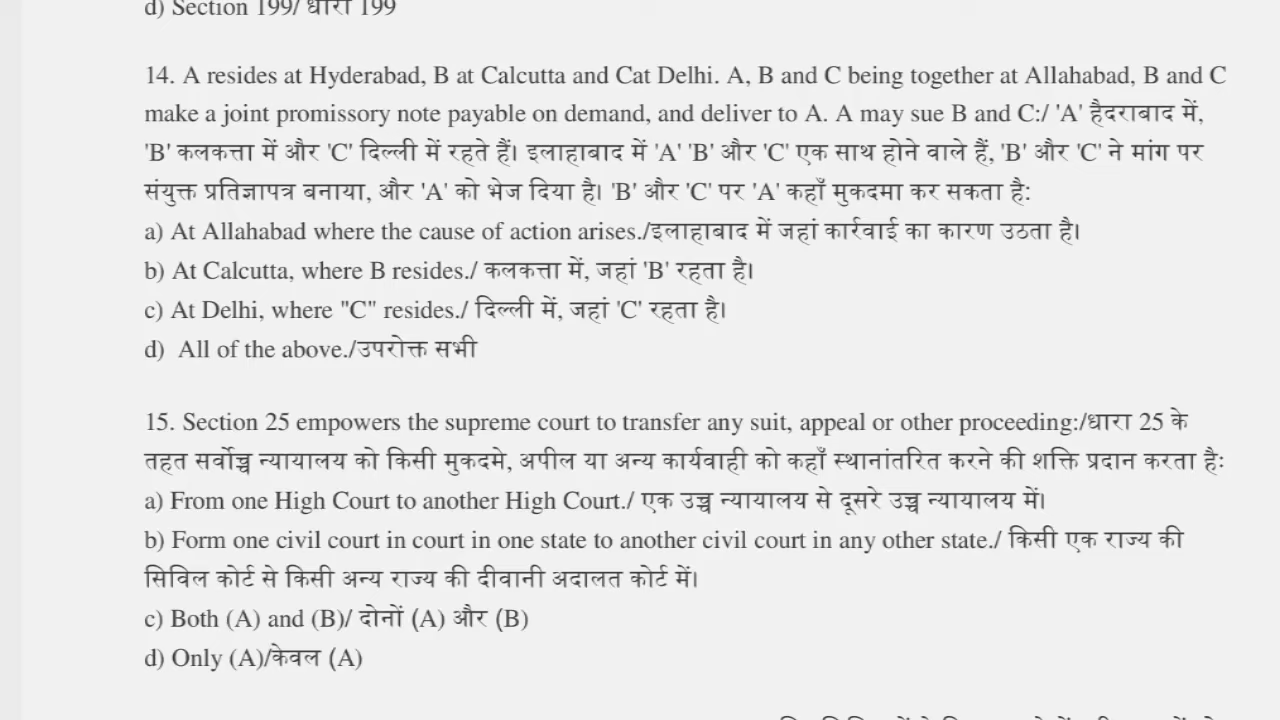 d) Section 199/ धारा 199
14. A resides at Hyderabad, B at Calcutta and Cat Delhi. A, B and C being together at Allahabad, B and C
make a joint promissory note payable on demand, and deliver to A. A may sue B and C:/ 'A' हैदराबाद में,
'B' कलकत्ता में और 'C' दिल्ली में रहते हैं। इलाहाबाद में 'A' 'B' और 'C' एक साथ होने वाले हैं, 'B' और 'C' ने मांग पर
संयुक्त प्रतिज्ञापत्र बनाया, और 'A' को भेज दिया है। 'B' और 'C' पर 'A' कहाँ मुकदमा कर सकता है:
a) At Allahabad where the cause of action arises./इलाहाबाद में जहां कार्रवाई का कारण उठता है।
b) At Calcutta, where B resides./ कलकत्ता में, जहां 'B' रहता है।
c) At Delhi, where "C" resides./ दिल्ली में, जहां 'C' रहता है।
d) All of the above./उपरोक्त सभी
15. Section 25 empowers the supreme court to transfer any suit, appeal or other proceeding:/धारा 25 के
तहत सर्वोच्च न्यायालय को किसी मुकदमे, अपील या अन्य कार्यवाही को कहाँ स्थानांतरित करने की शक्ति प्रदान करता है:
a) From one High Court to another High Court./ एक उच्च न्यायालय से दूसरे उच्च न्यायालय में।
b) Form one civil court in court in one state to another civil court in any other state./ किसी एक राज्य की
सिविल कोर्ट से किसी अन्य राज्य की दीवानी अदालत कोर्ट में।
c) Both (A) and (B)/ दोनों (A) और (B)
d) Only (A)/केवल (A)